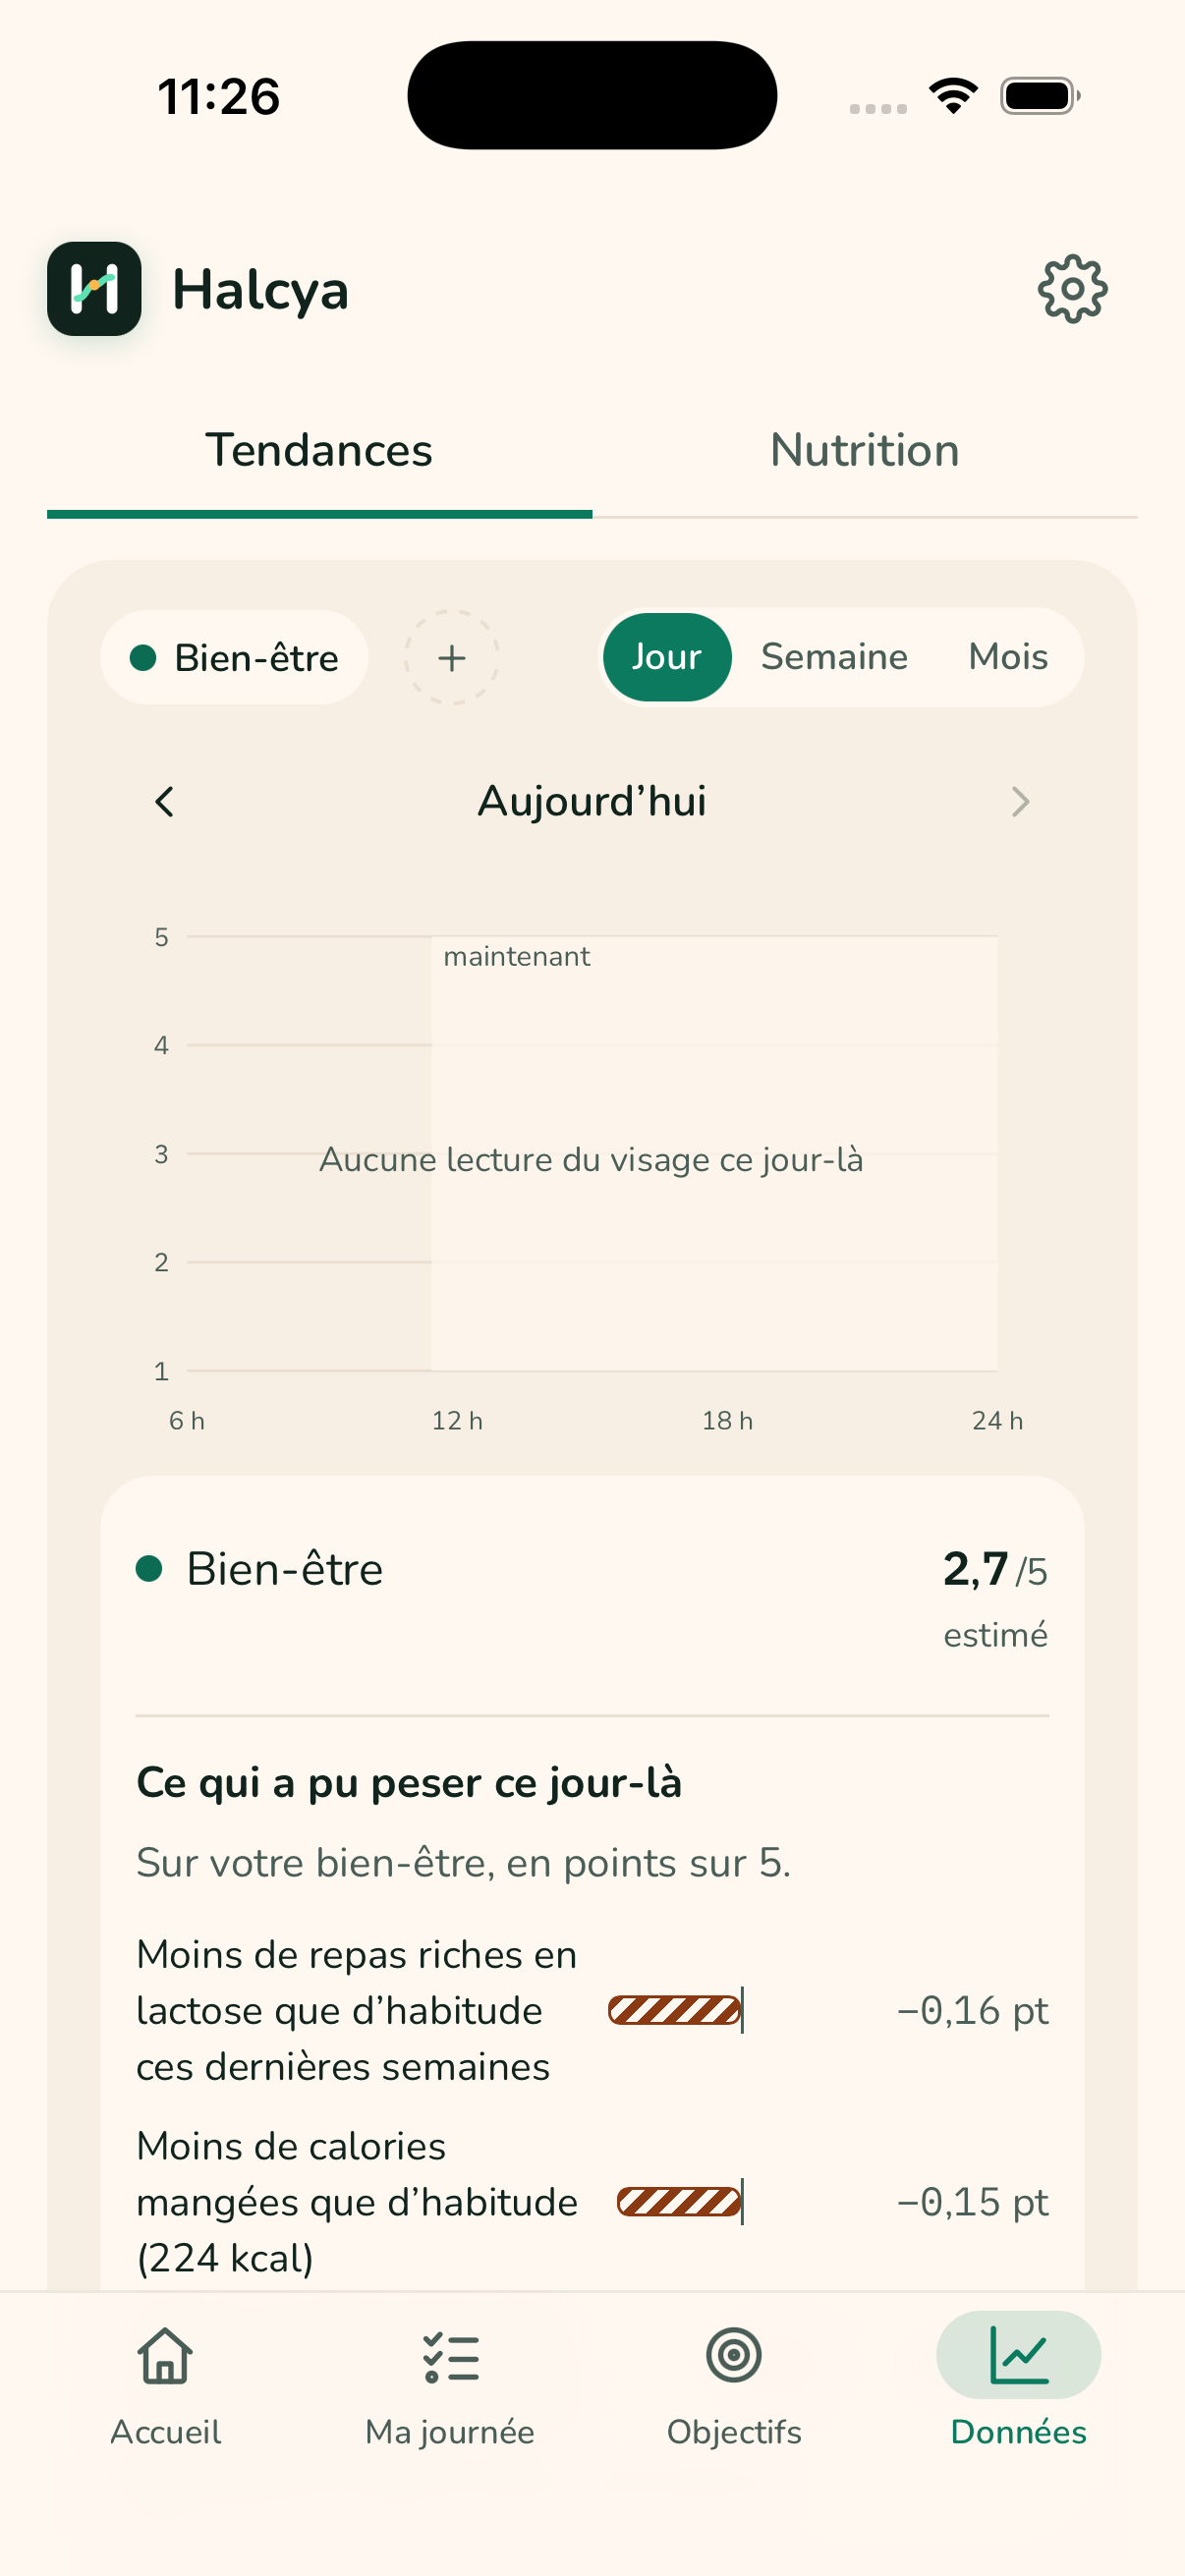 11:26
Halcya
Tendances
Nutrition
Bien-être
+
Jour
Semaine
Mois
Aujourd’hui
5
maintenant
4
3
Aucune lecture du visage ce jour-là
2
1
6 h
12 h
18 h
24 h
Bien-être
2,7 /5
estimé
Ce qui a pu peser ce jour-là
Sur votre bien-être, en points sur 5.
Moins de repas riches en
lactose que d’habitude
ces dernières semaines
−0,16 pt
Moins de calories
mangées que d’habitude
(224 kcal)
−0,15 pt
Accueil
Ma journée
Objectifs
Données